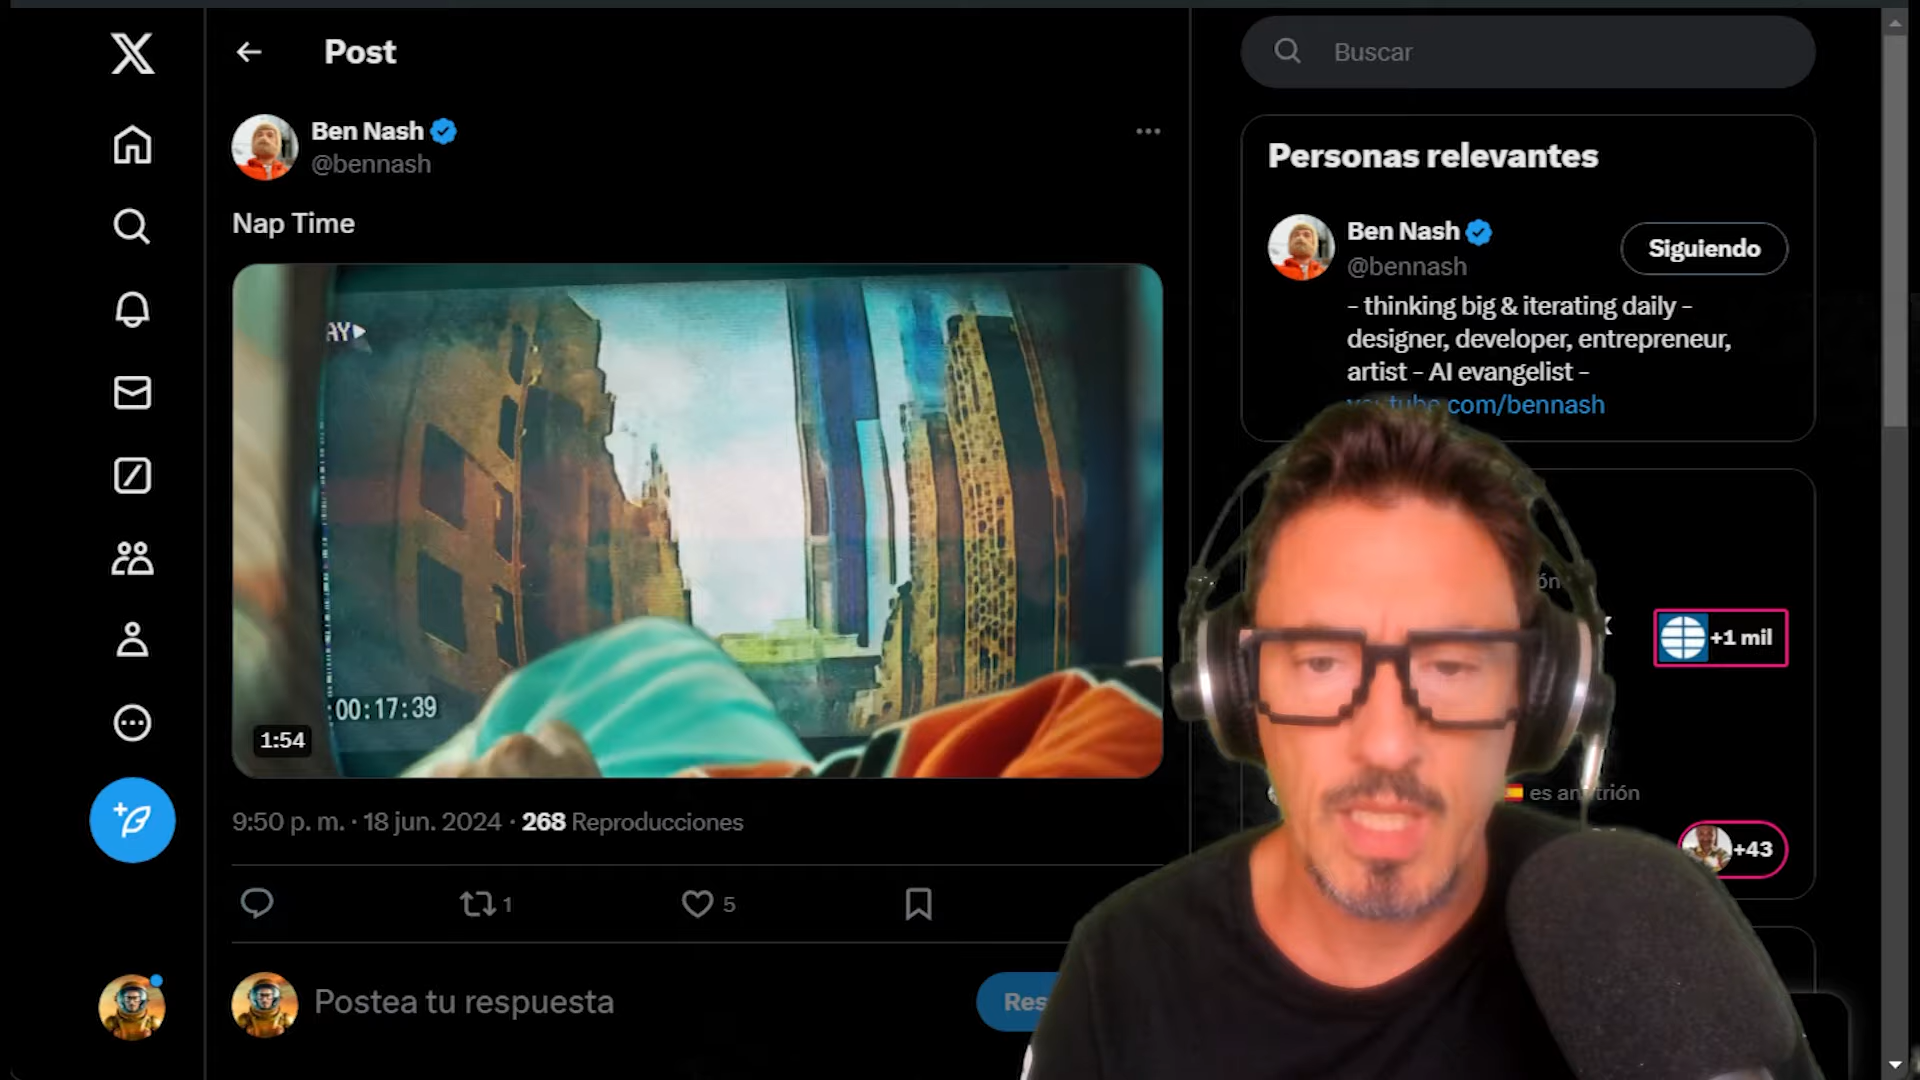 Post
Buscar
Ben Nash
@bennash
Nap Time
AY
00:17:39
1:54
9:50 p. m. · 18 jun. 2024 · 268 Reproducciones
1
5
Postea tu respuesta
Res
Personas relevantes
Ben Nash
@bennash
Siguiendo
- thinking big & iterating daily -
designer, developer, entrepreneur,
artist - AI evangelist -
youtube.com/bennash
ón
+1 mil
es anfitrión
+43